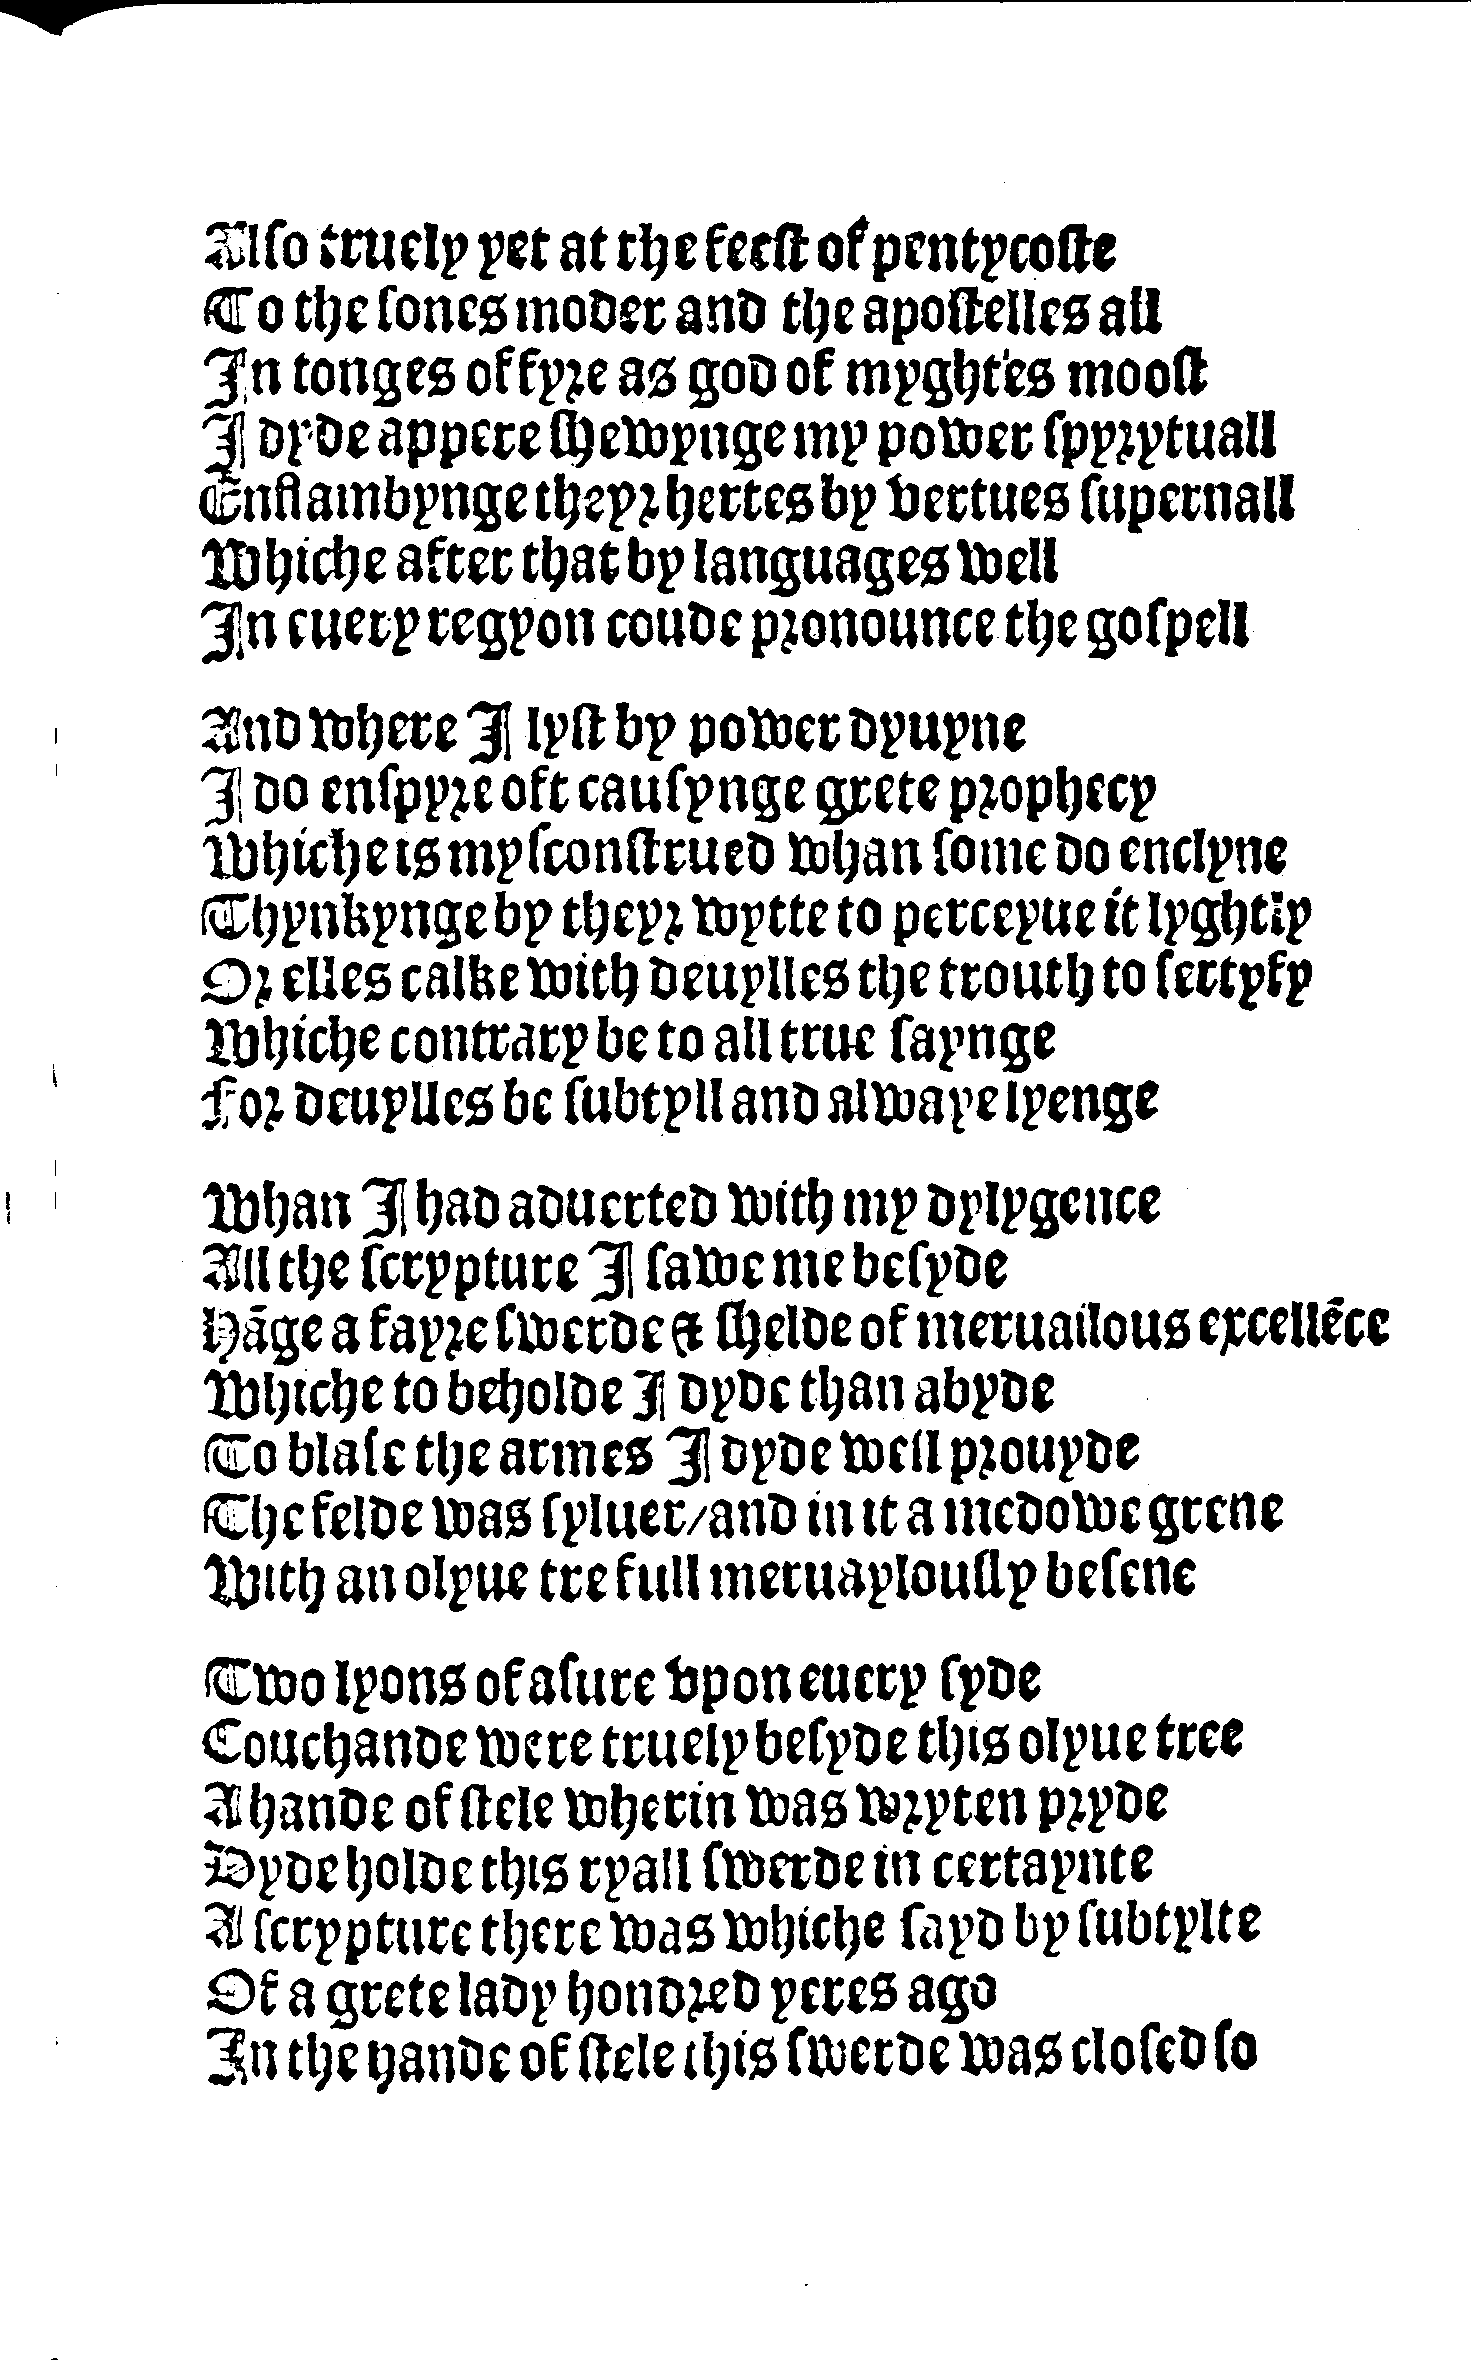 Also truely yet at the feest of pentycoste
To the sones moder and the apostelles all
In tonges of fyre as god of myghtes moost
I dyde appere shewynge my power spyrytuall
Enflambynge theyr hertes by vertues supernall
Whiche after that by languages well
In euery regyon coude pronounce the gospell

And where I lyst by power dyuyne
I do enspyre oft causynge grete prophecy
Whiche is mysconstrued whan some do enclyne
Thynkynge by theyr wytte to perceyue it lyghtly
Or elles calke with deuylles the trouth to sertyfy
Whiche contrary be to all true saynge
For deuylles be subtyll and alwaye lyenge

Whan I had aduerted with my dylygence
All the scrypture I sawe me besyde
Hāge a fayre swerde & shelde of meruailous excellēce
Whiche to beholde I dyde than abyde
To blase the armes I dyde well prouyde
The felde was syluer/and in it a medowe grene
With an olyue tre full meruaylously besene

Two lyons of asure vpon euery syde
Couchande were truely besyde this olyue tree
A hande of stele wherin was wryten pryde
Dyde holde this ryall swerde in certaynte
A scrypture there was whiche sayd by subtylte
Of a grete lady hondred yeres ago
In the hande of stele this swerde was closed so